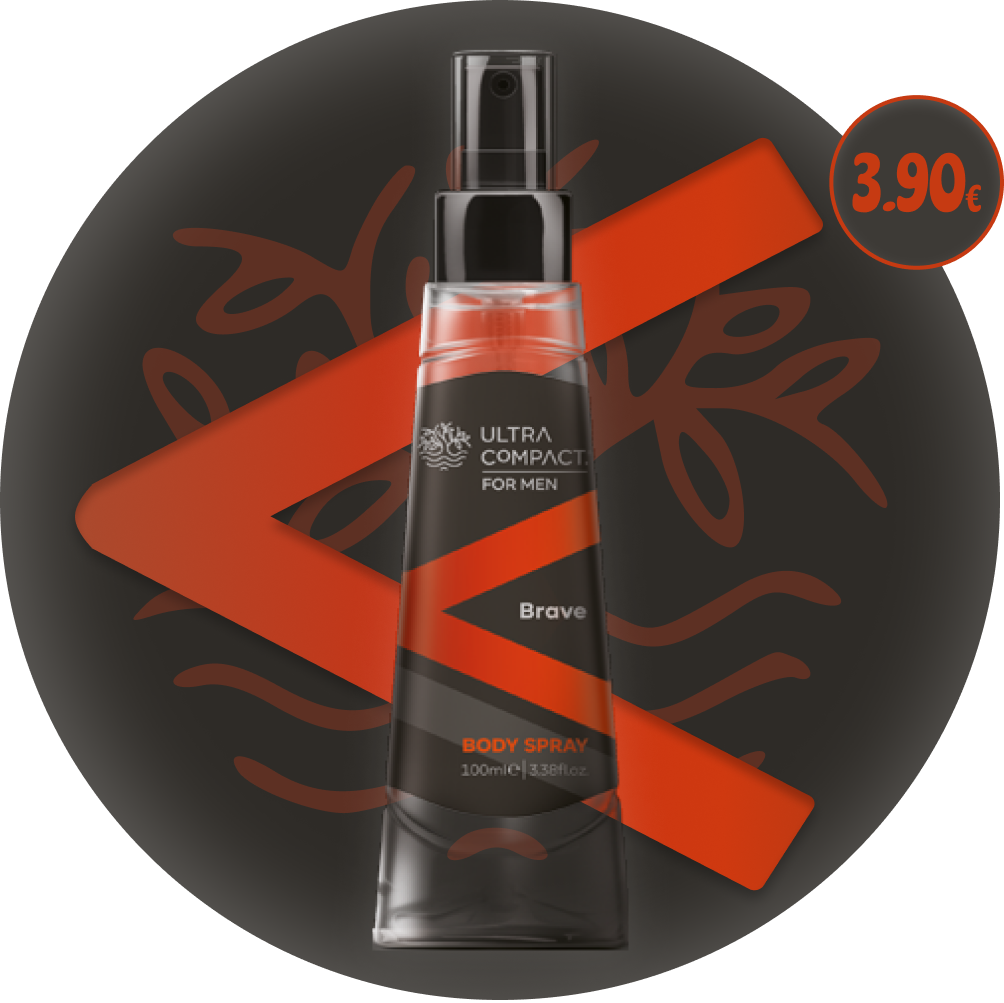 3.90€
ULTRA
COMPACT.
FOR MEN
Brave
BODY SPRAY
100ml℮ 3.38fl.oz.